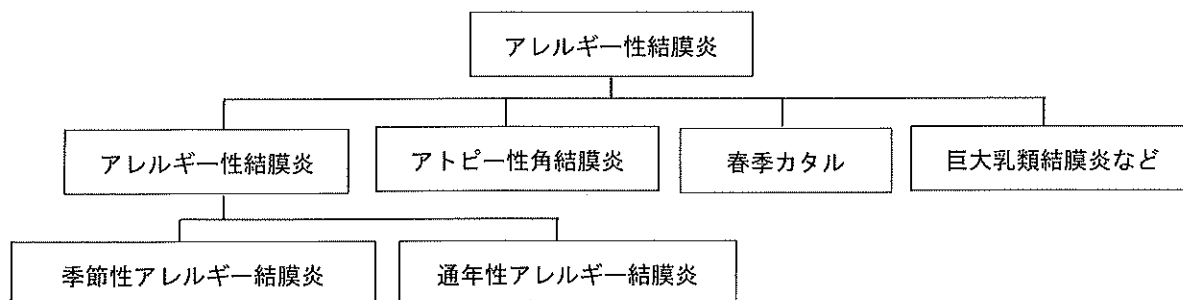 アレルギー性結膜炎
アレルギー性結膜炎
アトピー性角結膜炎
春季カタル
巨大乳類結膜炎など
季節性アレルギー結膜炎
通年性アレルギー結膜炎